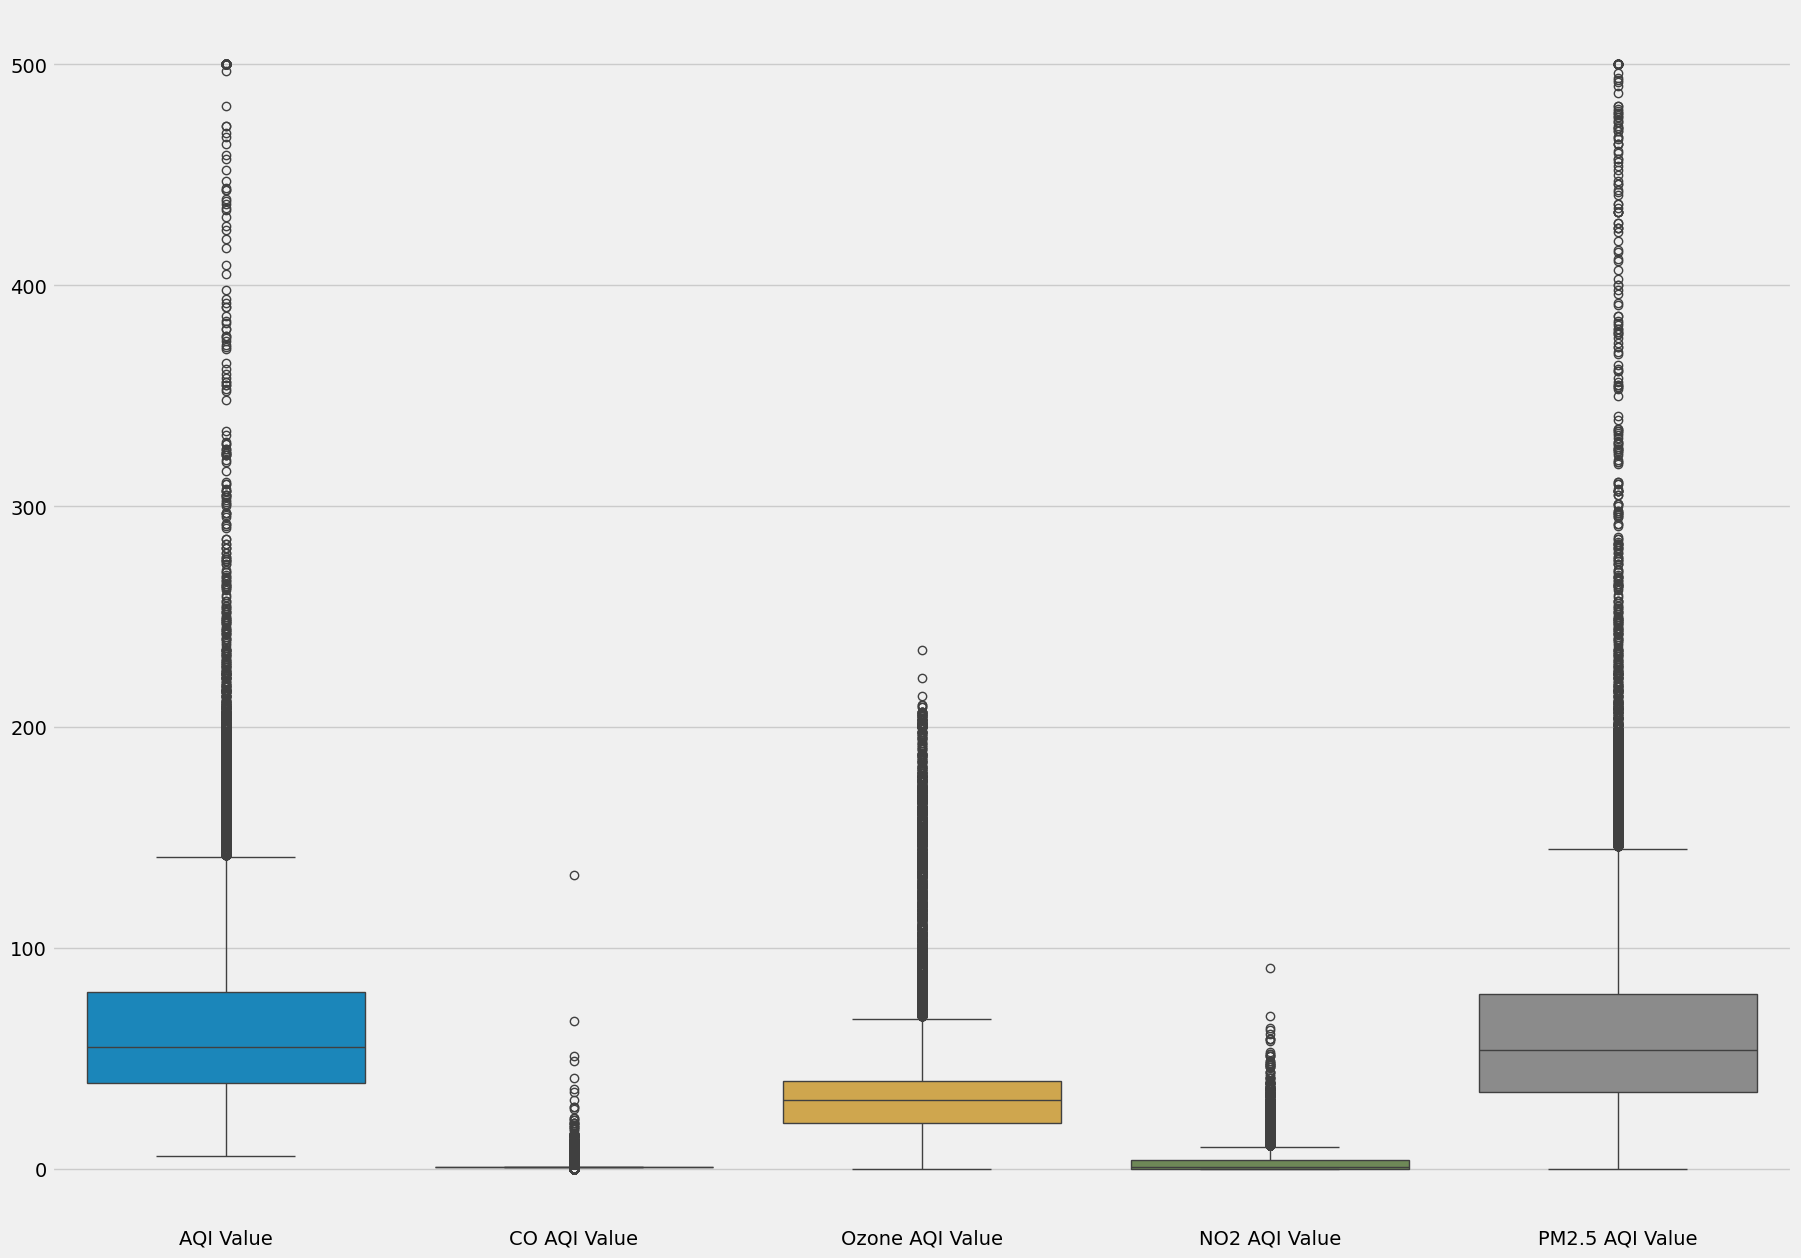 500
400
300
200
100
0
AQI Value
CO AQI Value
Ozone AQI Value
NO2 AQI Value
PM2.5 AQI Value